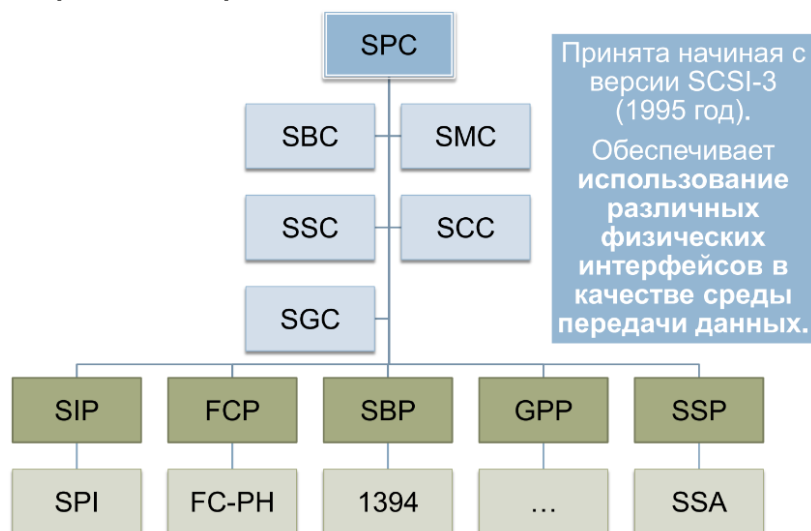 SPC
SBC
SMC
SSC
SCC
SGC
SIP
FCP
SBP
GPP
SSP
SPI
FC-PH
1394
...
SSA
Принята начиная с
версии SCSI-3
(1995 год).
Обеспечивает
использование
различных
физических
интерфейсов в
качестве среды
передачи данных.